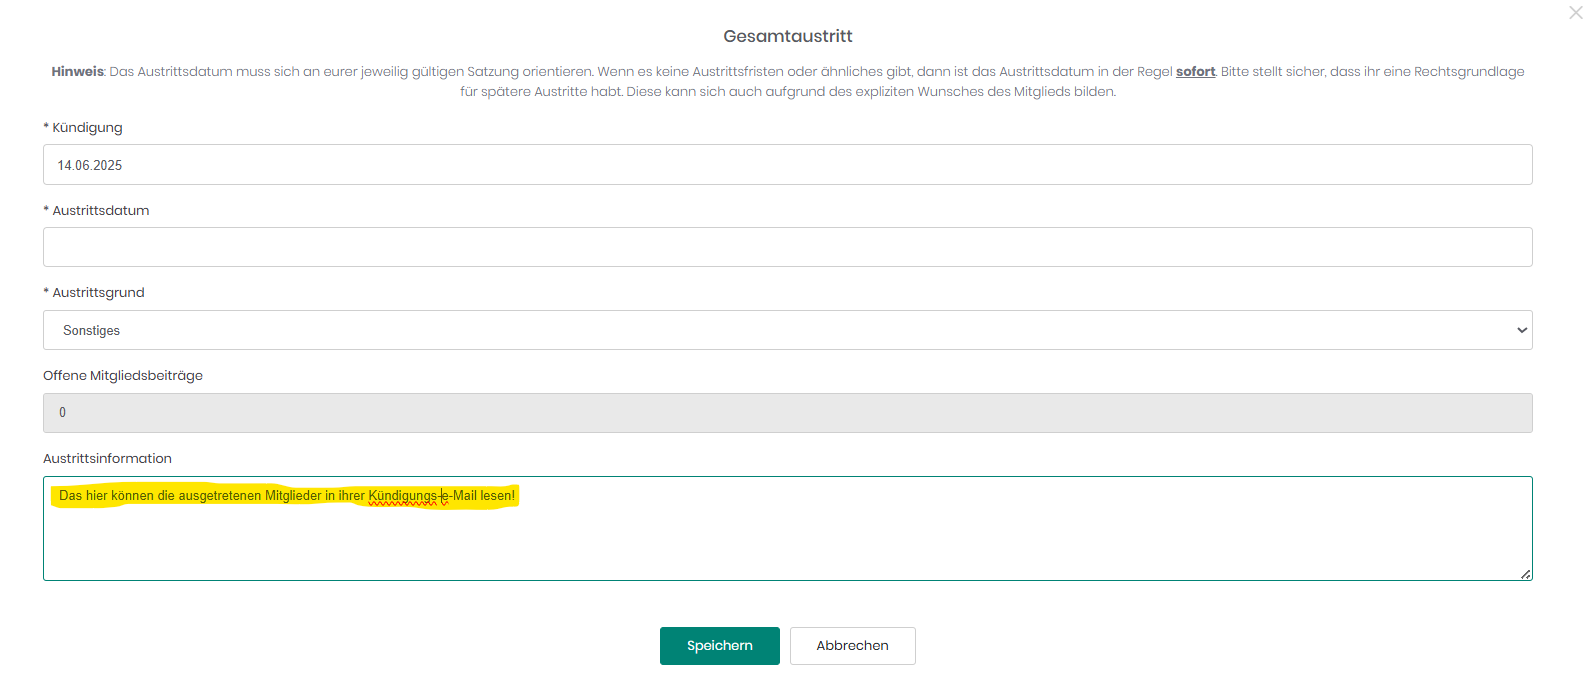 Gesamtaustritt
Hinweis: Das Austrittsdatum muss sich an eurer jeweilig gültigen Satzung orientieren. Wenn es keine Austrittsfristen oder ähnliches gibt, dann ist das Austrittsdatum in der Regel sofort. Bitte stellt sicher, dass ihr eine Rechtsgrundlage
für spätere Austritte habt. Diese kann sich auch aufgrund des expliziten Wunsches des Mitglieds bilden.
* Kündigung
14.06.2025
* Austrittsdatum
* Austrittsgrund
Sonstiges
Offene Mitgliedsbeiträge
0
Austrittsinformation
Das hier können die ausgetretenen Mitglieder in ihrer Kündigungs-e-Mail lesen!
Speichern
Abbrechen